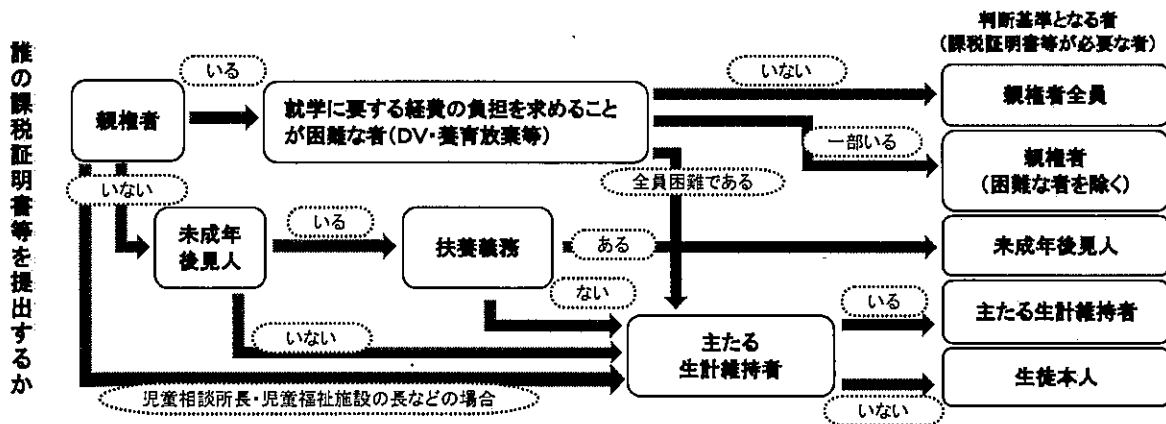 誰の課税証明書等を提出するか
判断基準となる者
(課税証明書等が必要な者)
親権者
いる
就学に要する経費の負担を求めること
が困難な者(DV・養育放棄等)
いない
親権者全員
一部いる
親権者
(困難な者を除く)
全員困難である
いない
未成年
後見人
いる
扶養義務
ある
未成年後見人
ない
いない
主たる
生計維持者
いる
主たる生計維持者
いない
生徒本人
児童相談所長・児童福祉施設の長などの場合